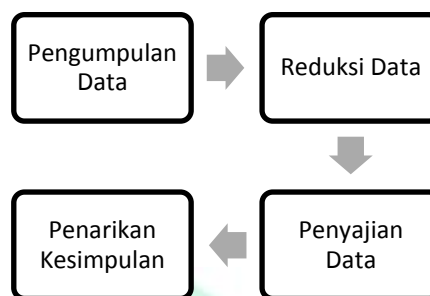 Pengumpulan
Data
Reduksi Data
Penyajian
Data
Penarikan
Kesimpulan